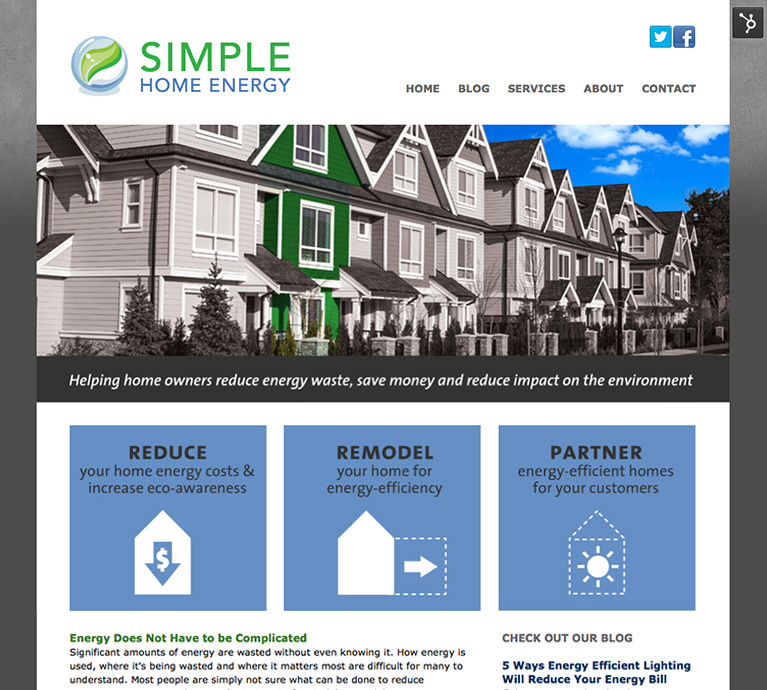 SIMPLE
HOME ENERGY
HOME BLOG SERVICES ABOUT CONTACT
Helping home owners reduce energy waste, save money and reduce impact on the environment
REDUCE
your home energy costs &
increase eco-awareness
$
REMODEL
your home for
energy-efficiency
PARTNER
energy-efficient homes
for your customers
Energy Does Not Have to be Complicated
Significant amounts of energy are wasted without even knowing it. How energy is
used, where it's being wasted and where it matters most are difficult for many to
understand. Most people are simply not sure what can be done to reduce
CHECK OUT OUR BLOG
5 Ways Energy Efficient Lighting
Will Reduce Your Energy Bill